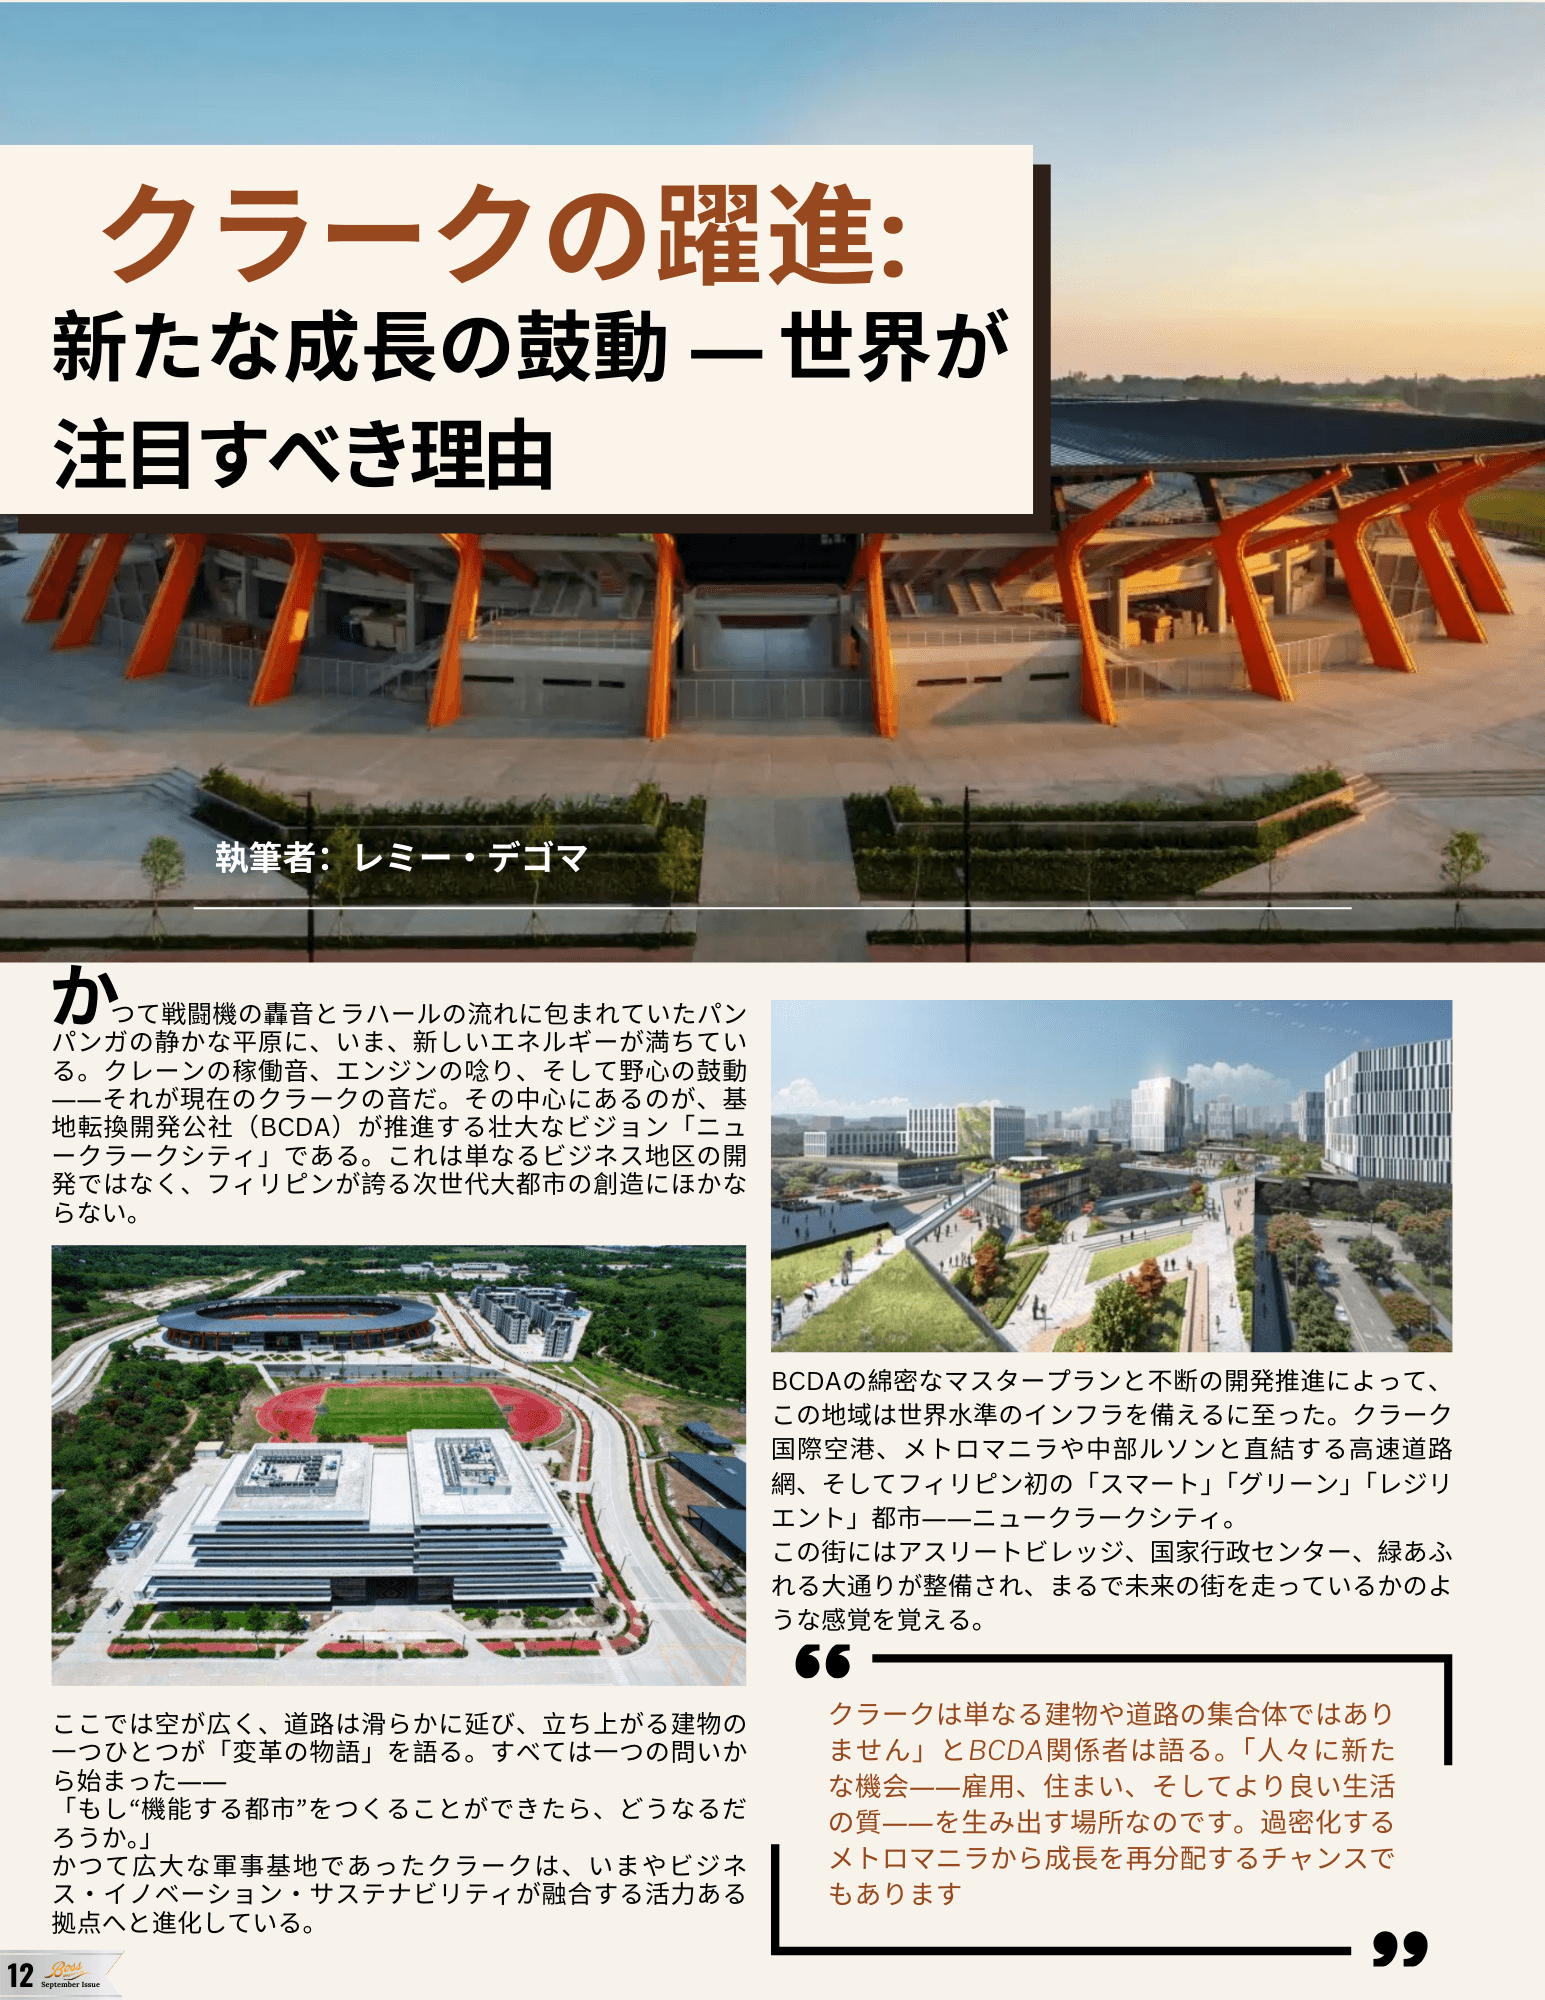 クラークの躍進:
新たな成長の鼓動 — 世界が
注目すべき理由
執筆者：レミー・デゴマ
かつて戦闘機の轟音とラハールの流れに包まれていたパン
パンガの静かな平原に、いま、新しいエネルギーが満ちてい
る。クレーンの稼働音、エンジンの唸り、そして野心の鼓動
——それが現在のクラークの音だ。その中心にあるのが、基
地転換開発公社（BCDA）が推進する壮大なビジョン「ニュ
ークラークシティ」である。これは単なるビジネス地区の開
発ではなく、フィリピンが誇る次世代大都市の創造にほかな
らない。
ここでは空が広く、道路は滑らかに延び、立ち上がる建物の
一つひとつが「変革の物語」を語る。すべては一つの問いか
ら始まった——
「もし“機能する都市”をつくることができたら、どうなるだ
ろうか。」
かつて広大な軍事基地であったクラークは、いまやビジネ
ス・イノベーション・サステナビリティが融合する活力ある
拠点へと進化している。
BCDAの綿密なマスタープランと不断の開発推進によって、
この地域は世界水準のインフラを備えるに至った。クラーク
国際空港、メトロマニラや中部ルソンと直結する高速道路
網、そしてフィリピン初の「スマート」「グリーン」「レジリ
エント」都市——ニュークラークシティ。
この街にはアスリートビレッジ、国家行政センター、緑あふ
れる大通りが整備され、まるで未来の街を走っているかのよ
うな感覚を覚える。
“
クラークは単なる建物や道路の集合体ではあり
ません」とBCDA関係者は語る。「人々に新た
な機会——雇用、住まい、そしてより良い生活
の質——を生み出す場所なのです。過密化する
メトロマニラから成長を再分配するチャンスで
もあります
”
12
Boss
September Issue